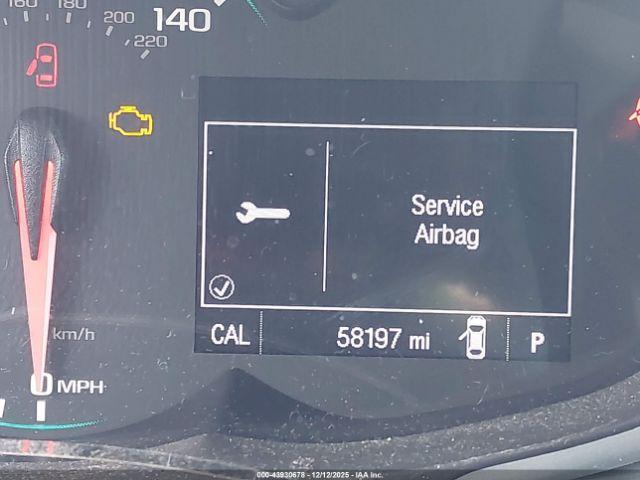 160 180
200
140
220
Service
Airbag
km/h
CAL 58197 mi P
0 MPH
000-43930678 - 12/12/2025 - IAA Inc.